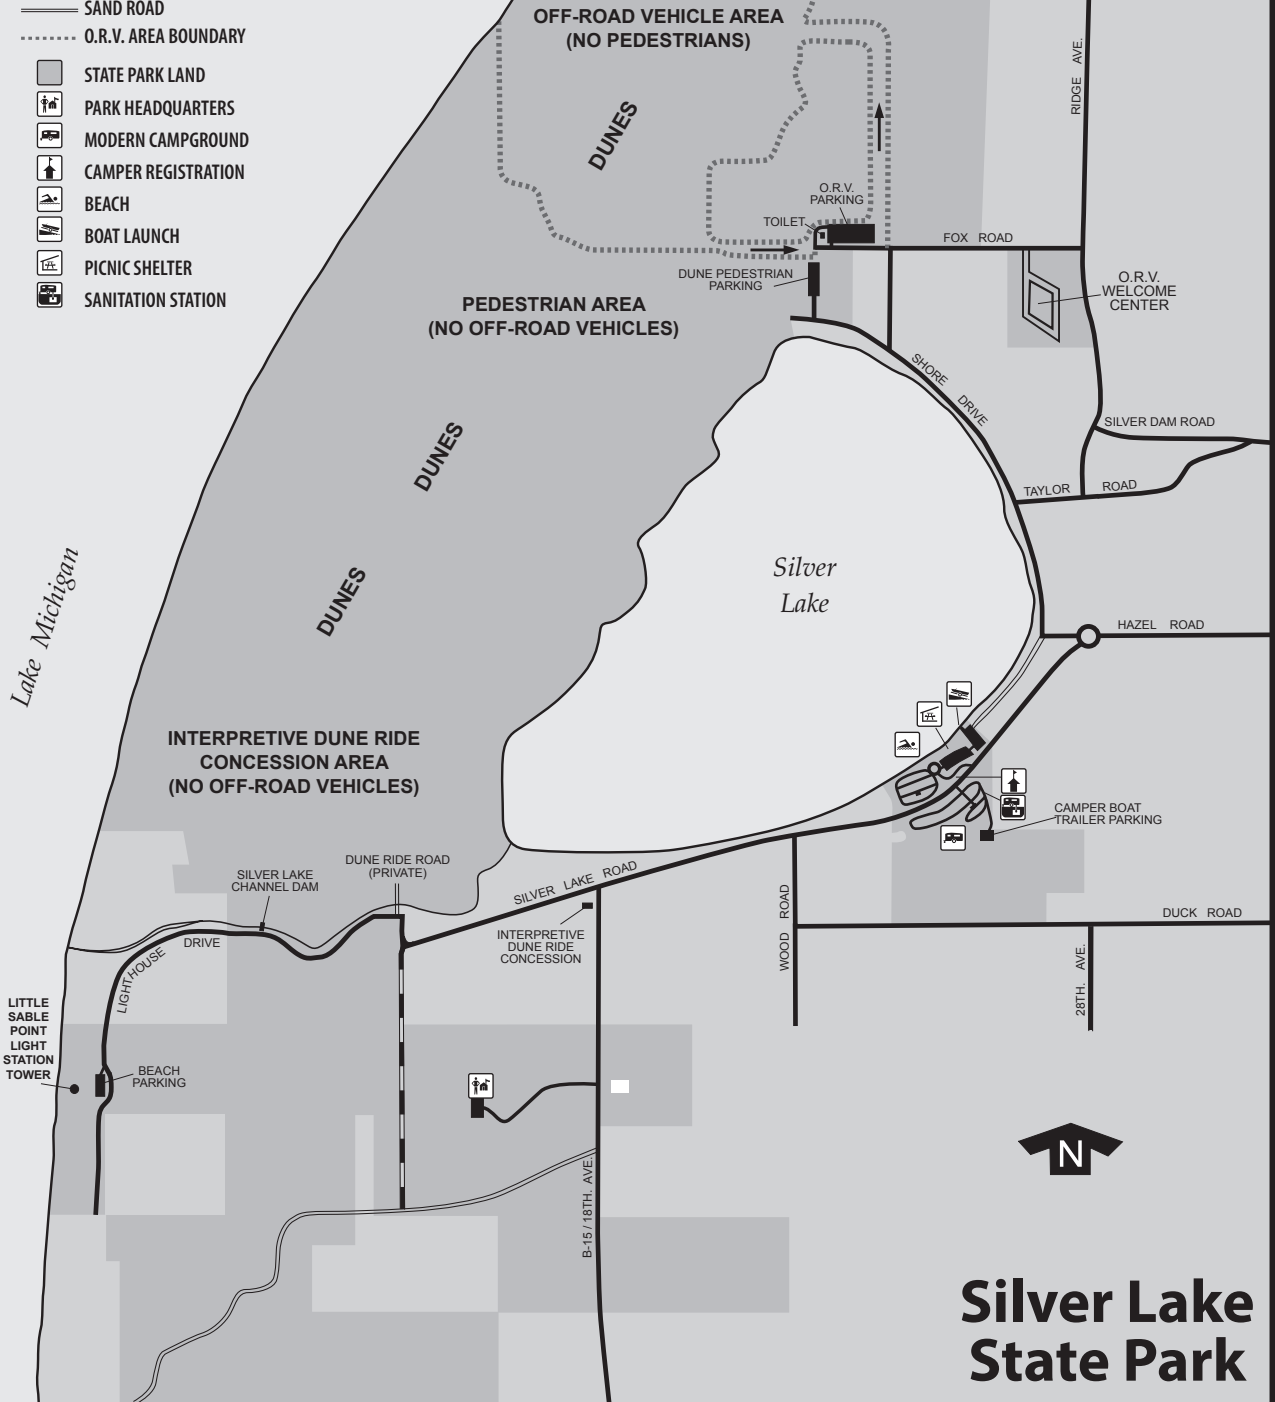 SAND ROAD
O.R.V. AREA BOUNDARY
STATE PARK LAND
PARK HEADQUARTERS
MODERN CAMPGROUND
CAMPER REGISTRATION
BEACH
BOAT LAUNCH
PICNIC SHELTER
SANITATION STATION
OFF-ROAD VEHICLE AREA
(NO PEDESTRIANS)
DUNES
RIDGE AVE.
O.R.V.
PARKING
TOILET
FOX ROAD
DUNE PEDESTRIAN
PARKING
O.R.V.
WELCOME
CENTER
PEDESTRIAN AREA
(NO OFF-ROAD VEHICLES)
SHORE DRIVE
SILVER DAM ROAD
DUNES
TAYLOR ROAD
Silver
Lake
Lake Michigan
DUNES
HAZEL ROAD
INTERPRETIVE DUNE RIDE
CONCESSION AREA
(NO OFF-ROAD VEHICLES)
CAMPER BOAT
TRAILER PARKING
DUNE RIDE ROAD
(PRIVATE)
SILVER LAKE
CHANNEL DAM
SILVER LAKE ROAD
WOOD ROAD
DUCK ROAD
INTERPRETIVE
DUNE RIDE
CONCESSION
LIGHTHOUSE DRIVE
28TH. AVE.
LITTLE
SABLE
POINT
LIGHT
STATION
TOWER
BEACH
PARKING
B-15 / 18TH. AVE.
N
Silver Lake
State Park